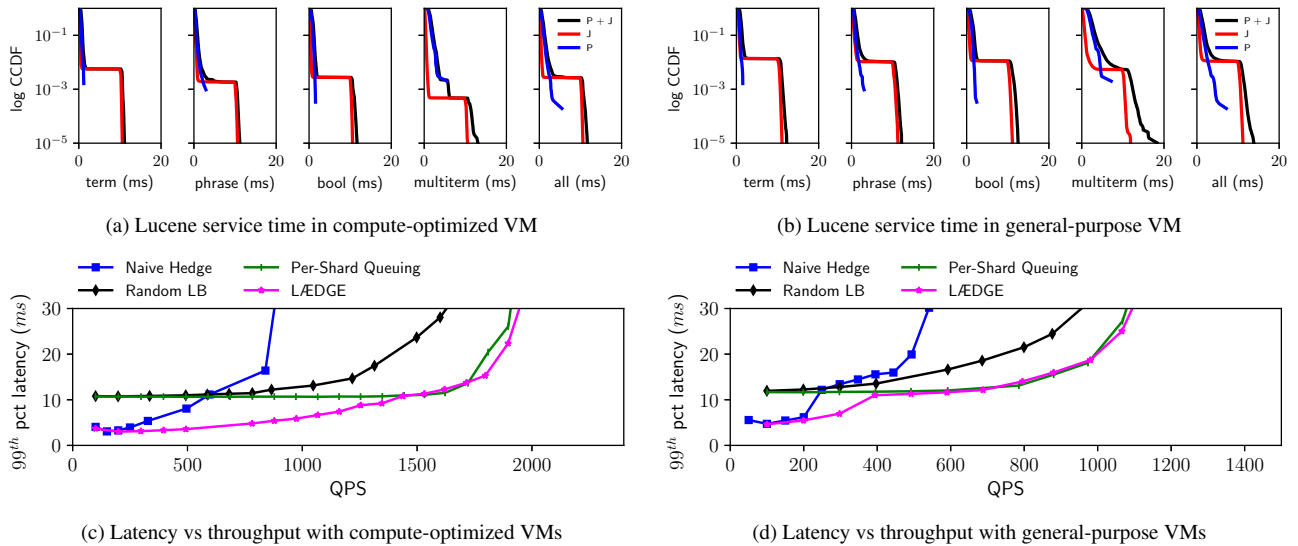 log CCDF
10⁻¹
10⁻³
10⁻⁵
0 20
term (ms)
0 20
phrase (ms)
0 20
bool (ms)
0 20
multiterm (ms)
0 20
all (ms)
P + J
J
P
(a) Lucene service time in compute-optimized VM
log CCDF
10⁻¹
10⁻³
10⁻⁵
0 20
term (ms)
0 20
phrase (ms)
0 20
bool (ms)
0 20
multiterm (ms)
0 20
all (ms)
P + J
J
P
(b) Lucene service time in general-purpose VM
Naive Hedge Per-Shard Queuing
Random LB LÆDGE
99ᵗʰ pct latency (ms)
30
20
10
0
0 500 1000 1500 2000
QPS
(c) Latency vs throughput with compute-optimized VMs
Naive Hedge Per-Shard Queuing
Random LB LÆDGE
99ᵗʰ pct latency (ms)
30
20
10
0
0 200 400 600 800 1000 1200 1400
QPS
(d) Latency vs throughput with general-purpose VMs